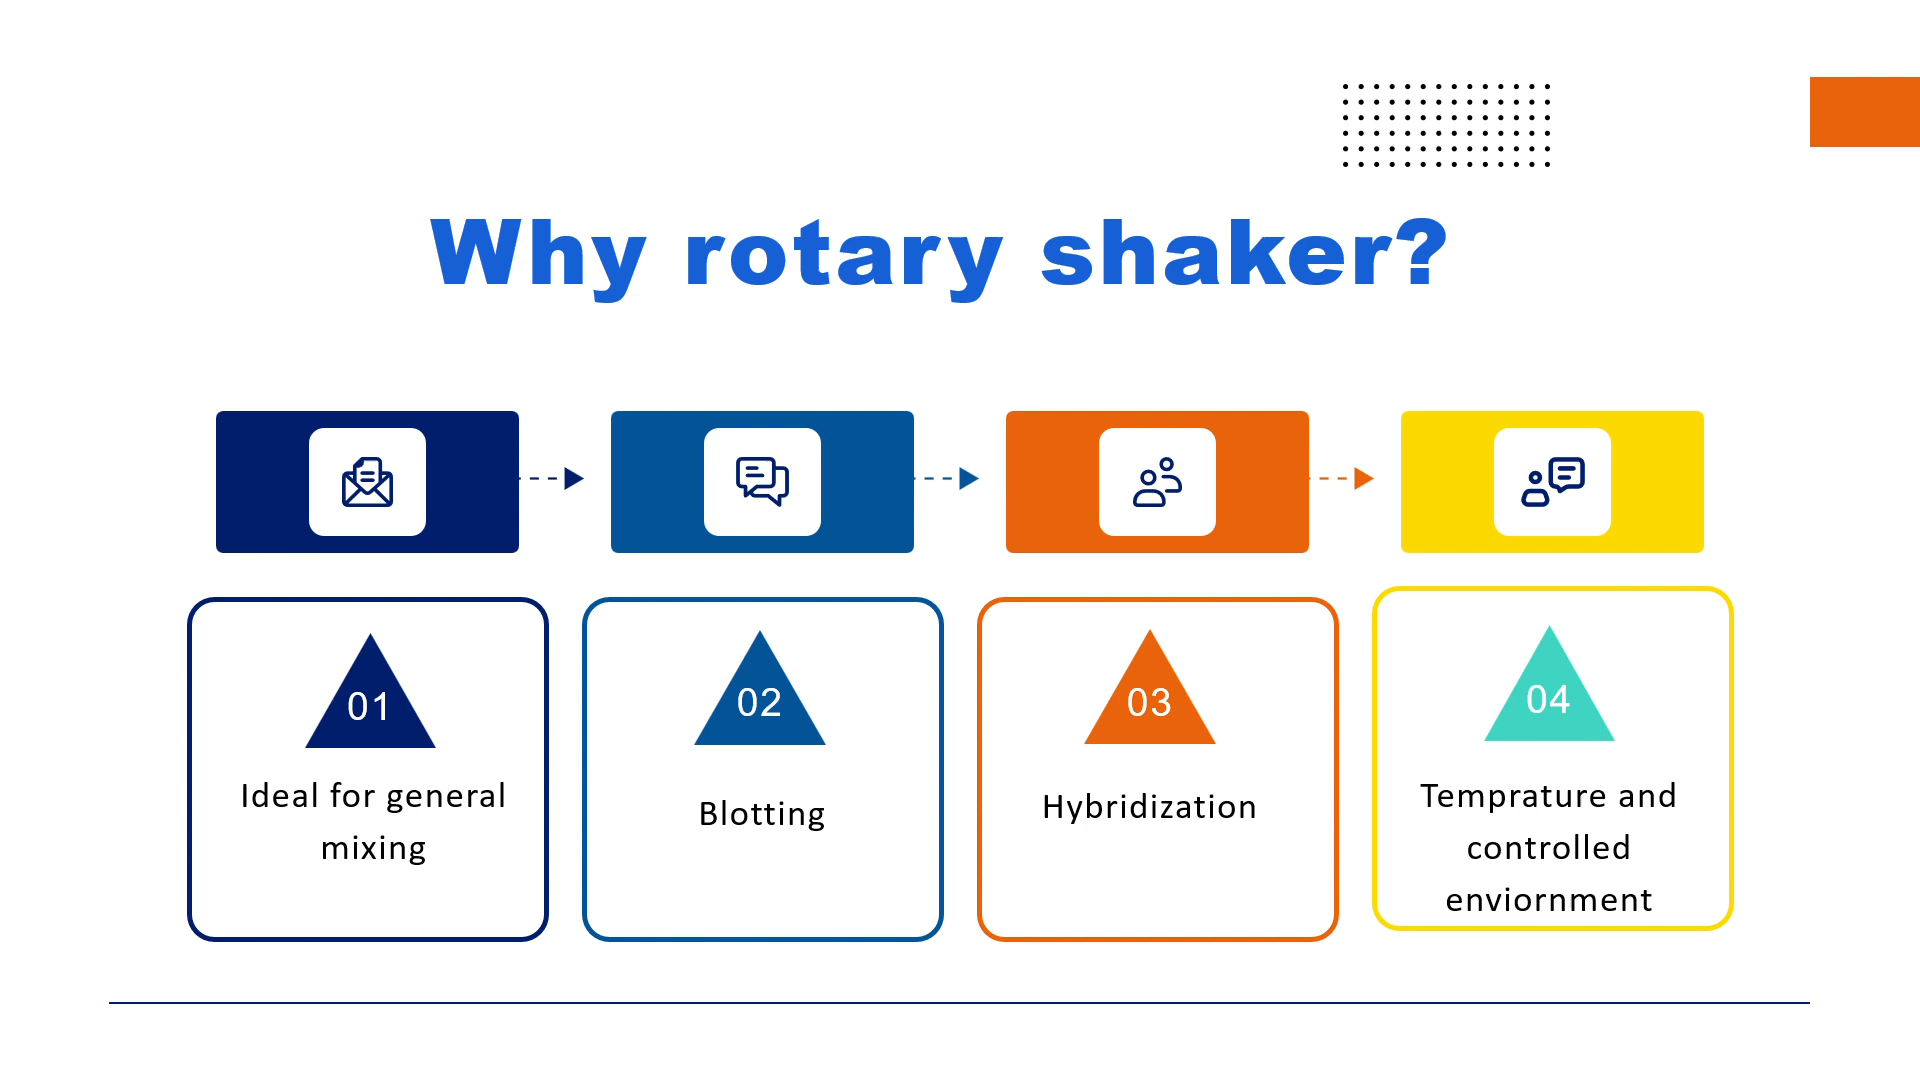 Why rotary shaker?
01
Ideal for general
mixing
02
Blotting
03
Hybridization
04
Temprature and
controlled
enviornment